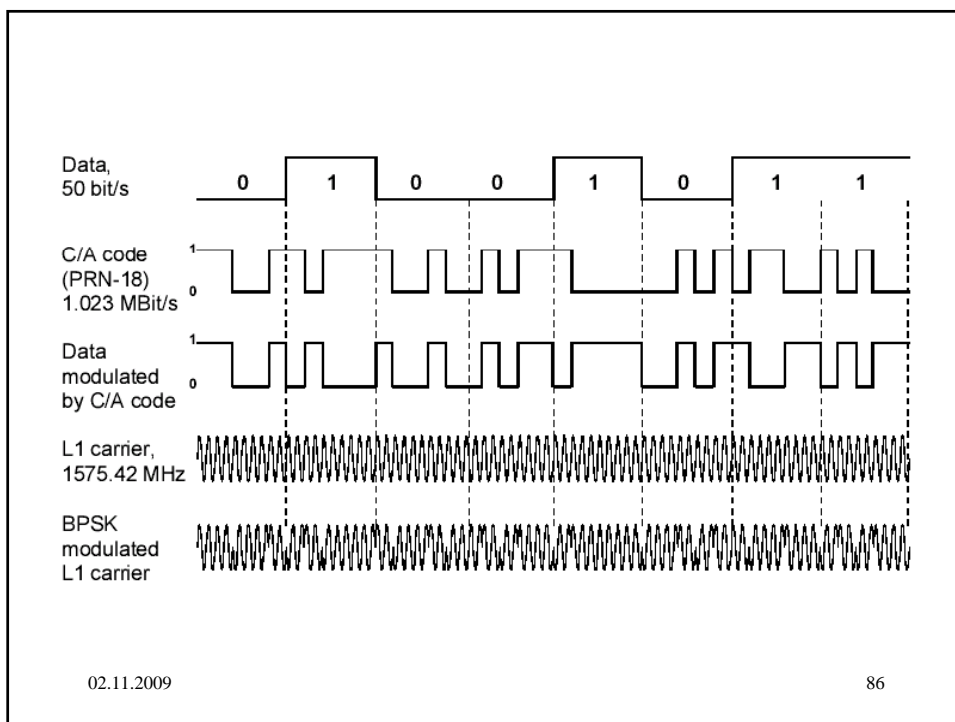 Data,
50 bit/s
0 1 0 0 1 0 1 1
C/A code
(PRN-18)
1.023 MBit/s
1
0
Data
modulated
by C/A code
1
0
L1 carrier,
1575.42 MHz
BPSK
modulated
L1 carrier
02.11.2009
86